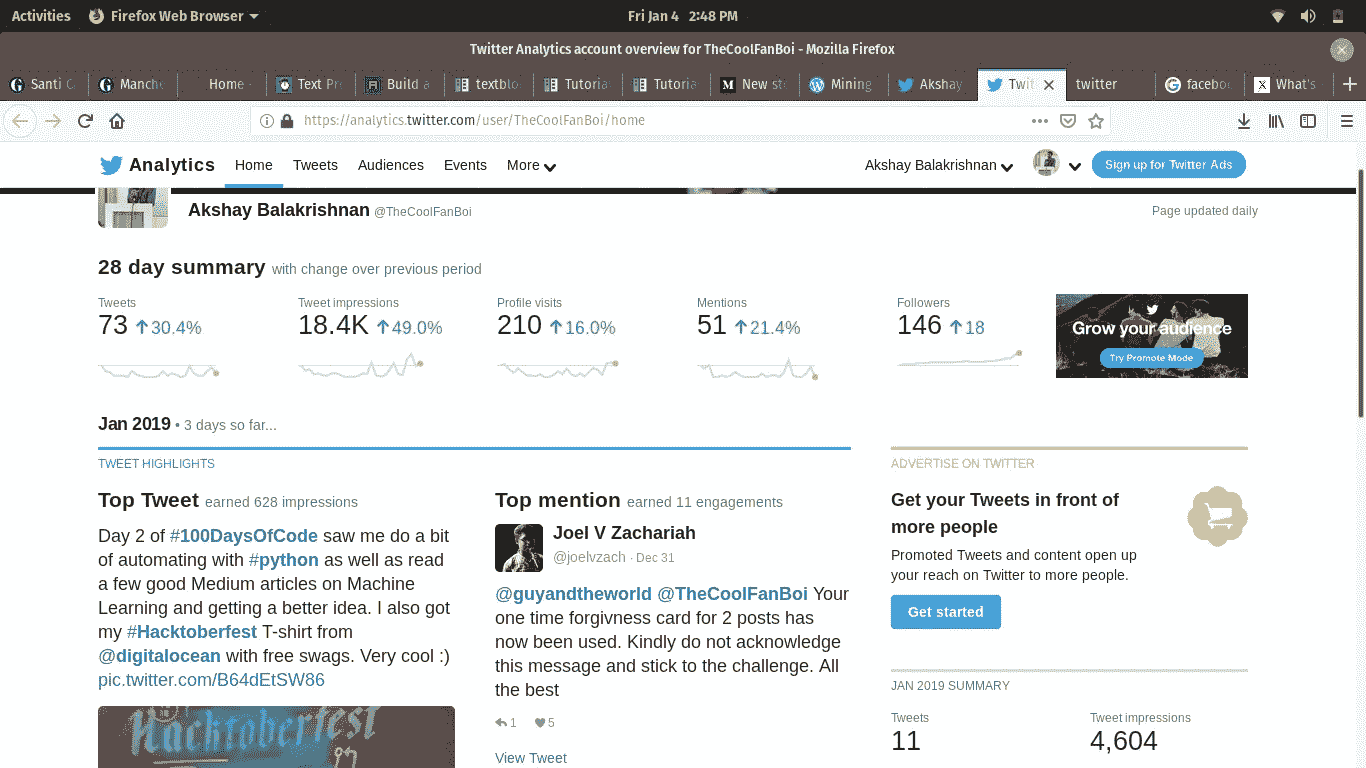 Activities Firefox Web Browser Fri Jan 4 2:48 PM
Twitter Analytics account overview for TheCoolFanBoi - Mozilla Firefox
Santi Manche Home Text Pr Build a textblo Tutoria Tutoria New st Mining Akshay Twit twitter facebo What's
https://analytics.twitter.com/user/TheCoolFanBoi/home
Analytics Home Tweets Audiences Events More Akshay Balakrishnan Sign up for Twitter Ads
Akshay Balakrishnan @TheCoolFanBoi Page updated daily
28 day summary with change over previous period
Tweets Tweet impressions Profile visits Mentions Followers
73 30.4% 18.4K 49.0% 210 16.0% 51 21.4% 146 18
Grow your audience
Try Promote Mode
Jan 2019 • 3 days so far...
TWEET HIGHLIGHTS
Top Tweet earned 628 impressions
Day 2 of #100DaysOfCode saw me do a bit
of automating with #python as well as read
a few good Medium articles on Machine
Learning and getting a better idea. I also got
my #Hacktoberfest T-shirt from
@digitalocean with free swags. Very cool :)
pic.twitter.com/B64dEtSW86
Hacktoberfest
Top mention earned 11 engagements
Joel V Zachariah
@joelvzach · Dec 31
@guyandtheworld @TheCoolFanBoi Your
one time forgivness card for 2 posts has
now been used. Kindly do not acknowledge
this message and stick to the challenge. All
the best
1 5
View Tweet
ADVERTISE ON TWITTER
Get your Tweets in front of
more people
Promoted Tweets and content open up
your reach on Twitter to more people.
Get started
JAN 2019 SUMMARY
Tweets Tweet impressions
11 4,604